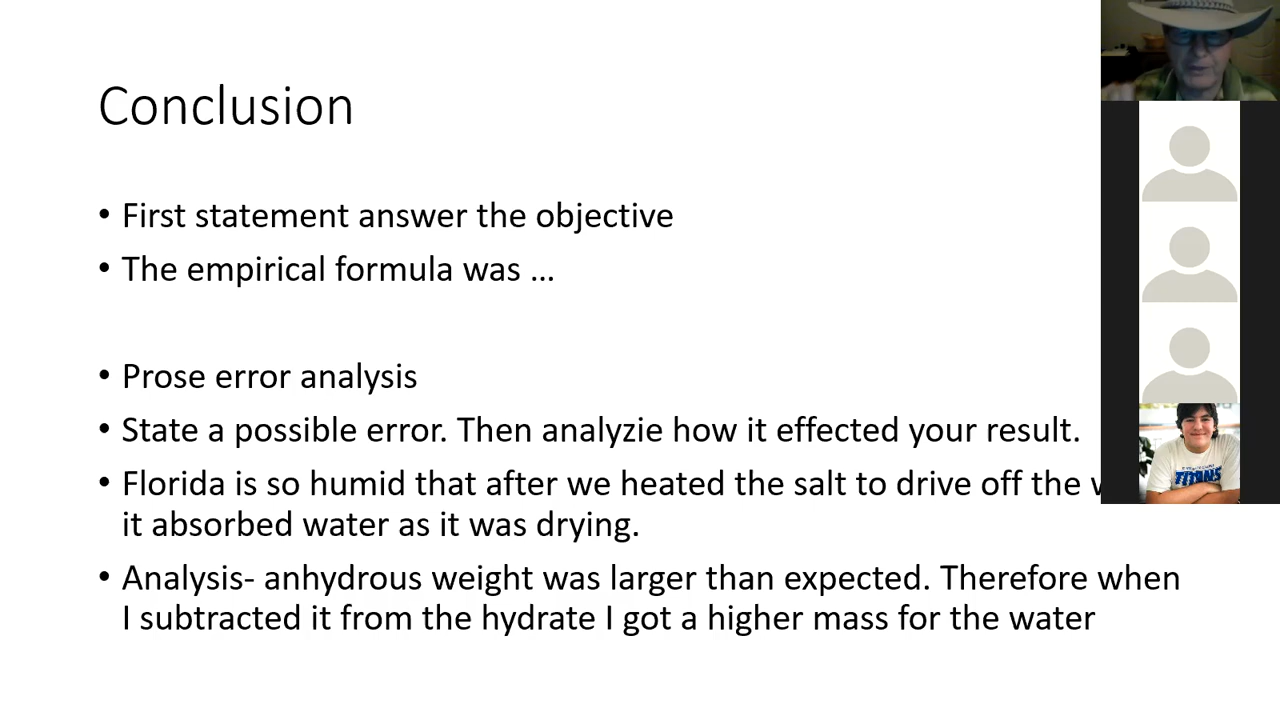 Conclusion
• First statement answer the objective
• The empirical formula was …
• Prose error analysis
• State a possible error. Then analyzie how it effected your result.
• Florida is so humid that after we heated the salt to drive off the
it absorbed water as it was drying.
• Analysis- anhydrous weight was larger than expected. Therefore when
I subtracted it from the hydrate I got a higher mass for the water
TITANS